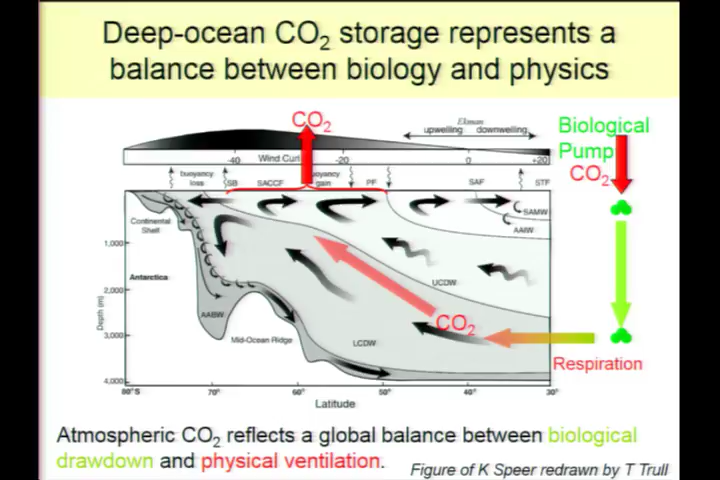 Deep-ocean CO₂ storage represents a
balance between biology and physics
CO₂
Ekman
upwelling downwelling
Biological
Pump
CO₂
-40 Wind Curl -20 0 +20
buoyancy
loss
SB SACCF
buoyancy
gain
PF SAF STF
SAMW
AAIW
Continental
Shelf
1,000
Antarctica
2,000
Depth (m)
UCDW
AABW
CO₂
3,000
Mid-Ocean Ridge
LCDW
Respiration
4,000
80°S 70° 60° 50° 40° 30°
Latitude
Atmospheric CO₂ reflects a global balance between biological
drawdown and physical ventilation.
Figure of K Speer redrawn by T Trull